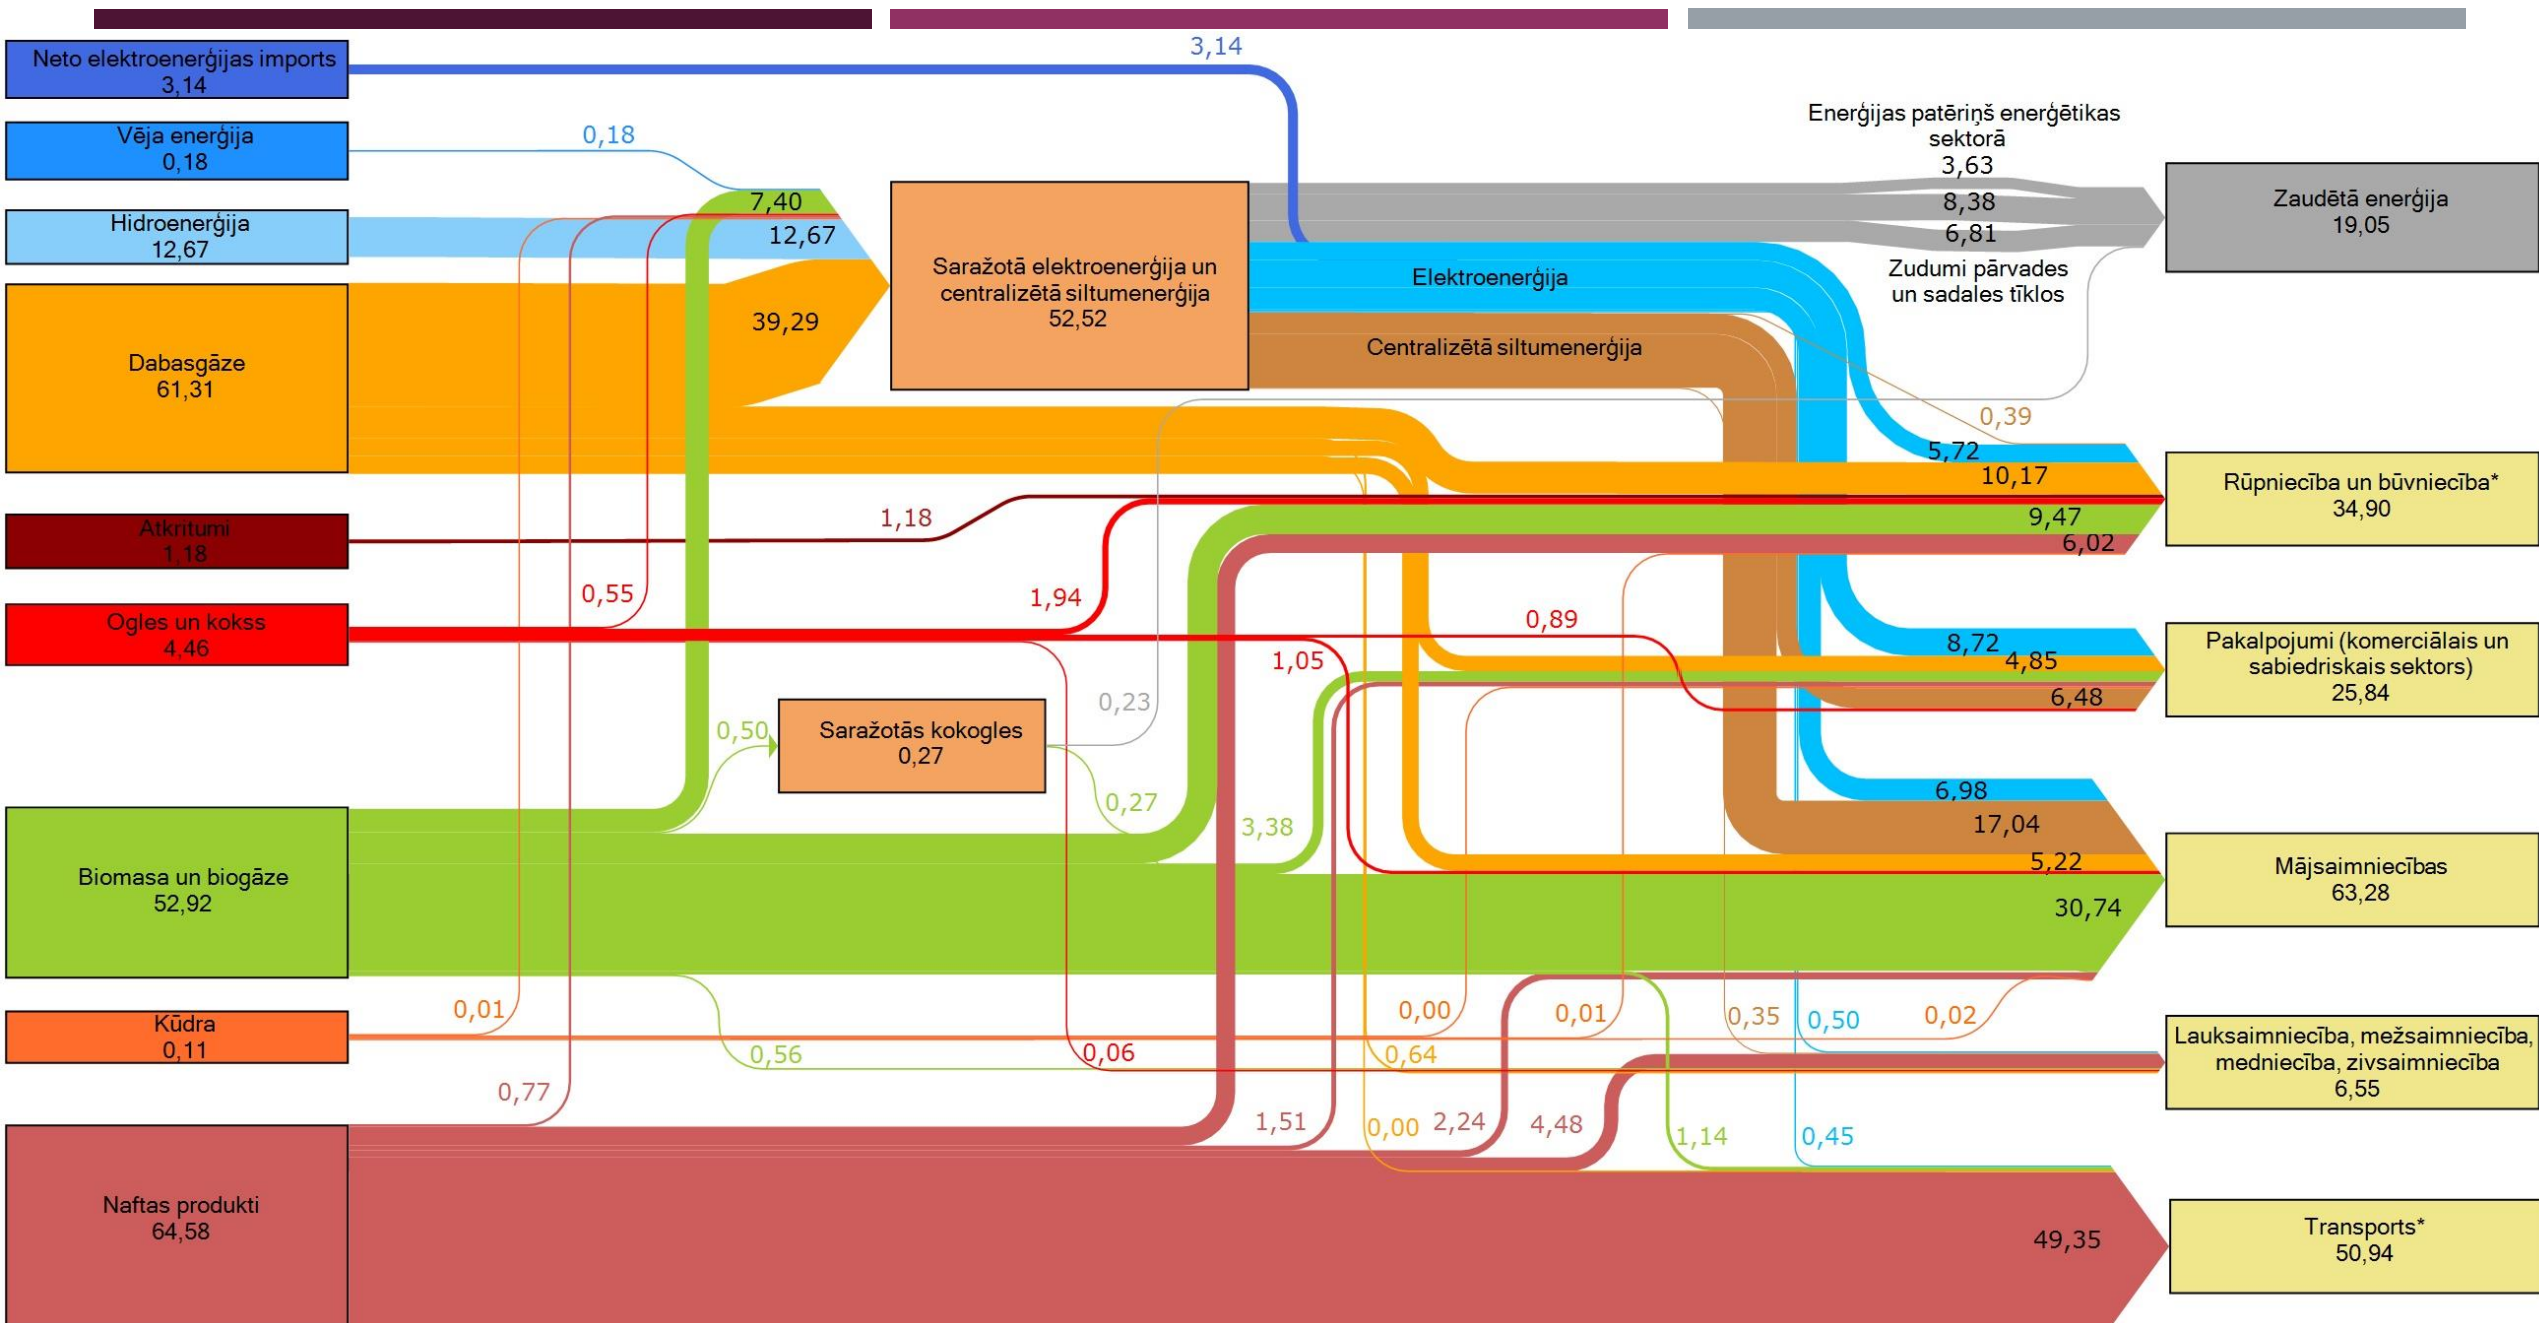 Neto elektroenerģijas imports
3,14
3,14
Vēja enerģija
0,18
0,18
Hidroenerģija
12,67
7,40
12,67
Dabasgāze
61,31
39,29
Atkritumi
1,18
1,18
Ogles un kokss
4,46
0,55
1,94
0,89
1,05
Biomasa un biogāze
52,92
0,50
Saražotās kokogles
0,27
0,23
0,27
3,38
Kūdra
0,11
0,01
0,56
0,06
0,00
0,64
0,01
0,35
0,50
0,02
Naftas produkti
64,58
0,77
1,51
0,00
2,24
4,48
1,14
0,45
Saražotā elektroenerģija un
centralizētā siltumenerģija
52,52
Elektroenerģija
Centralizētā siltumenerģija
Enerģijas patēriņš enerģētikas
sektorā
3,63
8,38
6,81
Zudumi pārvades
un sadales tīklos
Zaudētā enerģija
19,05
0,39
5,72
10,17
9,47
6,02
Rūpniecība un būvniecība*
34,90
8,72
4,85
6,48
Pakalpojumi (komerciālais un
sabiedriskais sektors)
25,84
6,98
17,04
5,22
30,74
Mājsaimniecības
63,28
Lauksaimniecība, mežsaimniecība,
medniecība, zivsaimniecība
6,55
49,35
Transports*
50,94